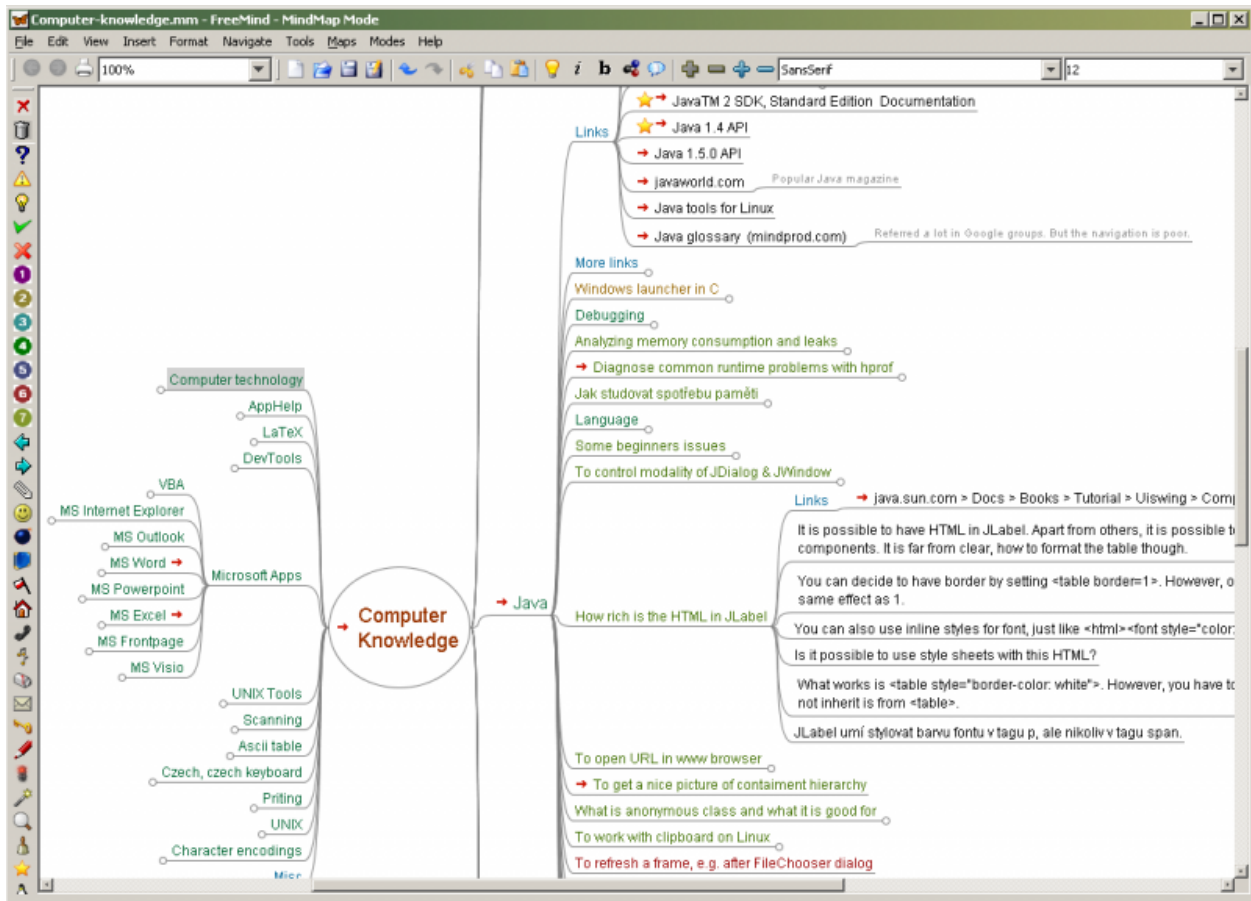 Computer-knowledge.mm - FreeMind - MindMap Mode
File Edit View Insert Format Navigate Tools Maps Modes Help
100%
i b
SansSerif
12
JavaTM 2 SDK, Standard Edition Documentation
Links
Java 1.4 API
Java 1.5.0 API
javaworld.com
Popular Java magazine
Java tools for Linux
Java glossary (mindprod.com)
Referred a lot in Google groups. But the navigation is poor.
More links
Windows launcher in C
Debugging
Analyzing memory consumption and leaks
Diagnose common runtime problems with hprof
Jak studovat spotřebu paměti
Language
Some beginners issues
To control modality of JDialog & JWindow
Computer technology
AppHelp
LaTeX
DevTools
VBA
MS Internet Explorer
MS Outlook
MS Word
MS Powerpoint
MS Excel
MS Frontpage
MS Visio
Microsoft Apps
UNIX Tools
Scanning
Ascii table
Czech, czech keyboard
Priting
UNIX
Character encodings
Misc
Computer
Knowledge
Java
How rich is the HTML in JLabel
Links
java.sun.com > Docs > Books > Tutorial > Uiswing > Comp
It is possible to have HTML in JLabel. Apart from others, it is possible t
components. It is far from clear, how to format the table though.
You can decide to have border by setting <table border=1>. However, o
same effect as 1.
You can also use inline styles for font, just like <html><font style="color:
Is it possible to use style sheets with this HTML?
What works is <table style="border-color: white">. However, you have to
not inherit is from <table>.
JLabel umí stylovat barvu fontu v tagu p, ale nikoliv v tagu span.
To open URL in www browser
To get a nice picture of contaiment hierarchy
What is anonymous class and what it is good for
To work with clipboard on Linux
To refresh a frame, e.g. after FileChooser dialog
1
2
3
4
5
6
7